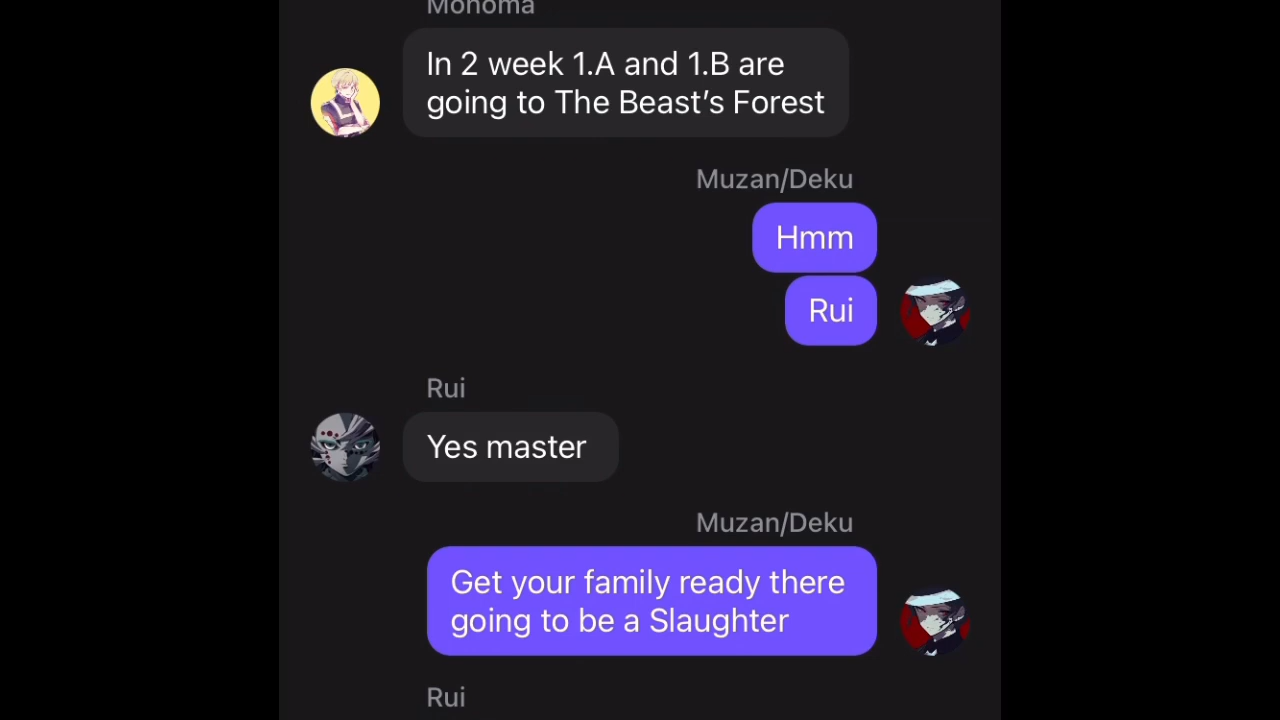 Monoma
In 2 week 1.A and 1.B are
going to The Beast’s Forest
Muzan/Deku
Hmm
Rui
Rui
Yes master
Muzan/Deku
Get your family ready there
going to be a Slaughter
Rui